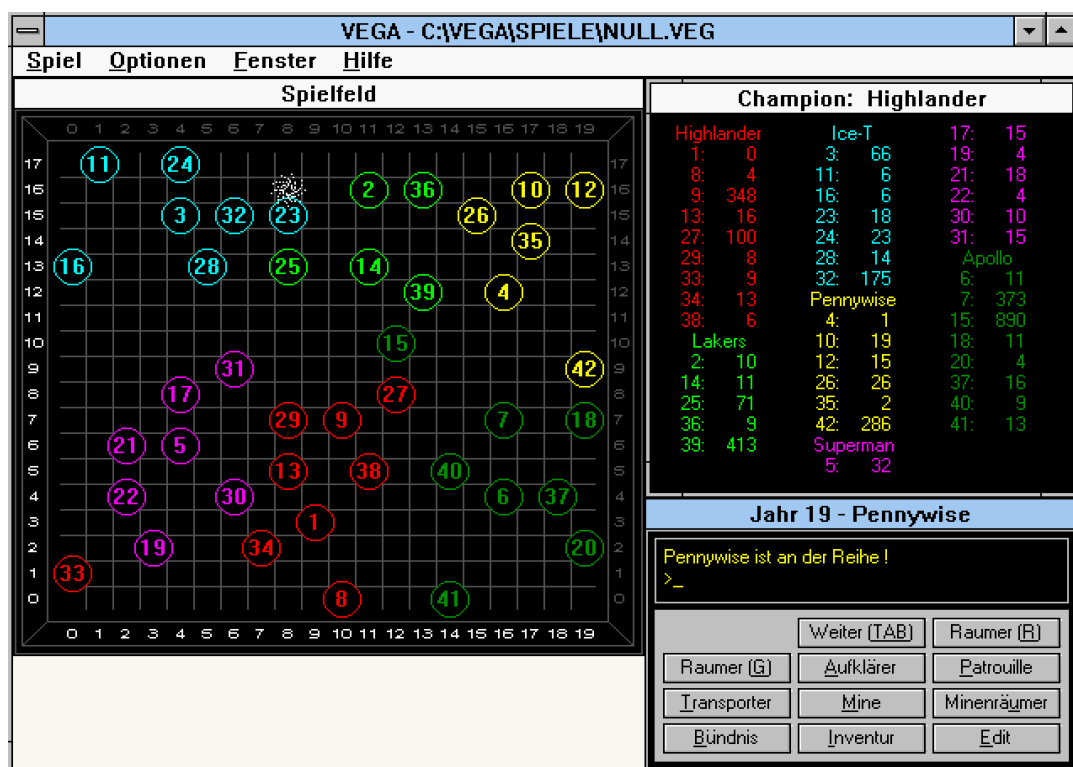 VEGA - C:\VEGA\SPIELE\NULL.VEG
Spiel Optionen Fenster Hilfe
Spielfeld
0 1 2 3 4 5 6 7 8 9 10 11 12 13 14 15 16 17 18 19
17 11 24 17
16 2 36 10 12 16
15 3 32 23 26 15
14 35 14
13 16 28 25 14 13
12 39 4 12
11 11
10 15 10
9 31 42 9
8 17 27 8
7 29 9 7 18 7
6 21 5 6
5 13 38 40 5
4 22 30 6 37 4
3 1 3
2 19 34 20 2
1 33 1
0 8 41 0
0 1 2 3 4 5 6 7 8 9 10 11 12 13 14 15 16 17 18 19
Champion: Highlander
Highlander
1: 0
8: 4
9: 348
13: 16
27: 100
29: 8
33: 9
34: 13
38: 6
Lakers
2: 10
14: 11
25: 71
36: 9
39: 413
Ice-T
3: 66
11: 6
16: 6
23: 18
24: 23
28: 14
32: 175
Pennywise
4: 1
10: 19
12: 15
26: 26
35: 2
42: 286
Superman
5: 32
17: 15
19: 4
21: 18
22: 4
30: 10
31: 15
Apollo
6: 11
7: 373
15: 890
18: 11
20: 4
37: 16
40: 9
41: 13
Jahr 19 - Pennywise
Pennywise ist an der Reihe !
>_
Weiter (TAB) Raumer (R)
Raumer (G) Aufklärer Patrouille
Transporter Mine Minenräumer
Bündnis Inventur Edit